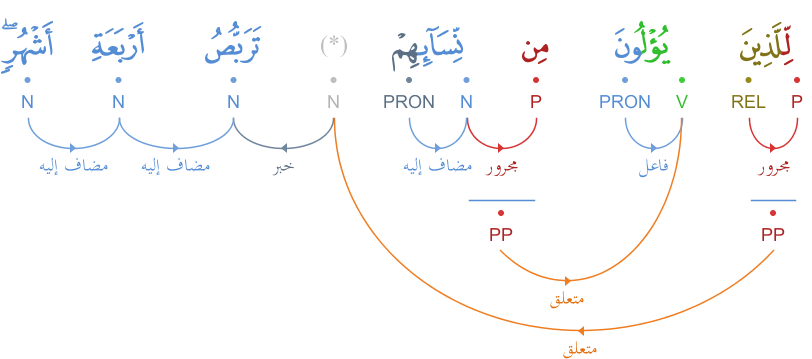 لِّلَّذِينَ يُؤْلُونَ مِن نِّسَآئِهِمْ (*) تَرَبُّصُ أَرْبَعَةِ أَشْهُرٍ ۖ
P REL V PRON P N PRON N N N N
مجرور فاعل مجرور مضاف إليه خبر مضاف إليه مضاف إليه
PP PP
متعلق
متعلق